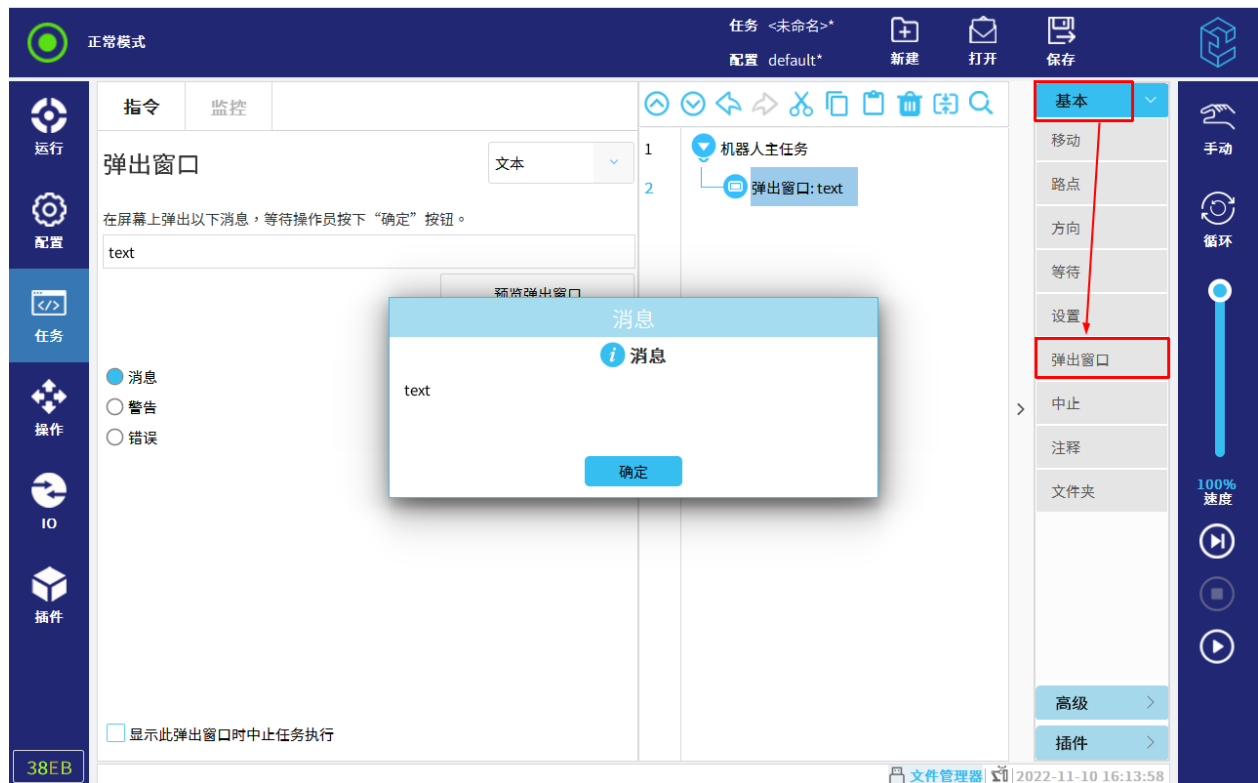 正常模式
任务 <未命名>*
配置 default*
新建
打开
保存
运行
配置
任务
操作
IO
插件
38EB
指令
监控
弹出窗口
文本
在屏幕上弹出以下消息，等待操作员按下“确定”按钮。
text
预览弹出窗口
消息
警告
错误
显示此弹出窗口时中止任务执行
消息
消息
text
确定
1
机器人主任务
2
弹出窗口: text
基本
移动
路点
方向
等待
设置
弹出窗口
中止
注释
文件夹
高级
插件
手动
循环
100%
速度
文件管理器
2022-11-10 16:13:58